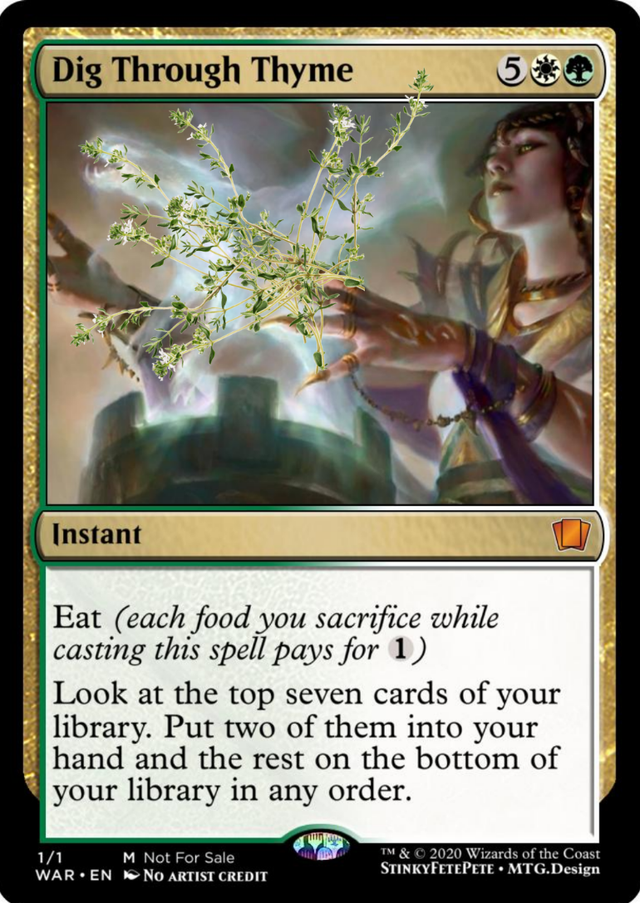 Dig Through Thyme 5
Instant
Eat (each food you sacrifice while
casting this spell pays for 1)
Look at the top seven cards of your
library. Put two of them into your
hand and the rest on the bottom of
your library in any order.
1/1 M Not For Sale
WAR • EN No artist credit
™ & © 2020 Wizards of the Coast
StinkyFetePete • MTG.Design